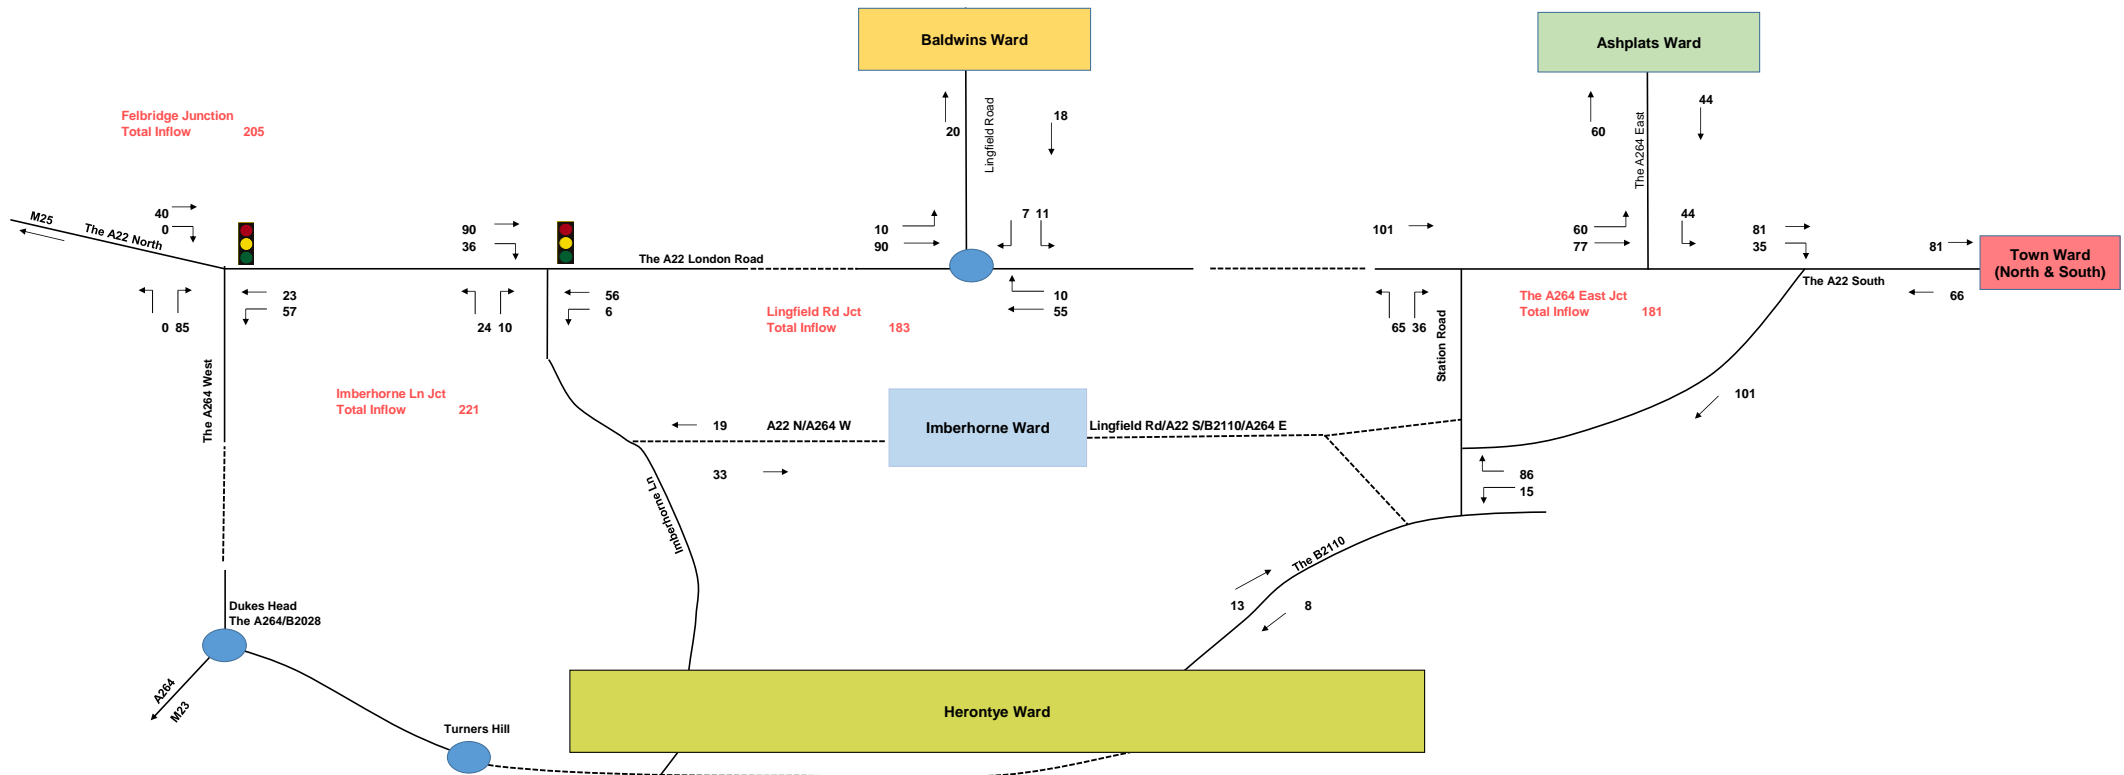 Baldwins Ward
Ashplats Ward
Felbridge Junction
Total Inflow 205
20
Lingfield Road
18
60
The A264 East
44
M25
The A22 North
40
0
90
36
10
90
7 11
101
60
77
44
81
35
81
Town Ward
(North & South)
The A22 London Road
The A22 South
0 85
23
57
24 10
56
6
Lingfield Rd Jct
Total Inflow 183
10
55
65 36
The A264 East Jct
Total Inflow 181
66
The A264 West
Station Road
Imberhorne Ln Jct
Total Inflow 221
19
A22 N/A264 W
Imberhorne Ward
Lingfield Rd/A22 S/B2110/A264 E
101
33
86
15
Imberhorne Ln
The B2110
13
8
Dukes Head
The A264/B2028
A264
M23
Turners Hill
Herontye Ward